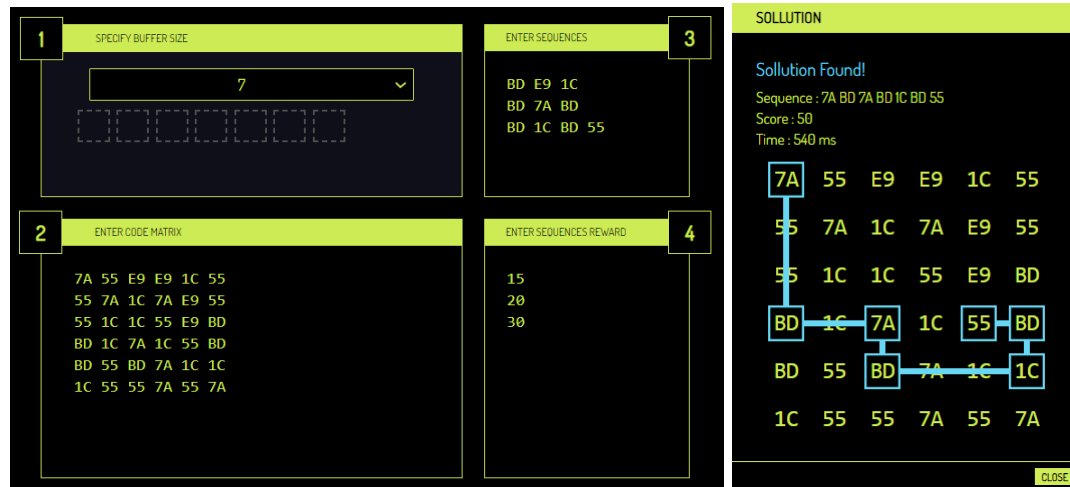 1
SPECIFY BUFFER SIZE
7
ENTER SEQUENCES
3
BD E9 1C
BD 7A BD
BD 1C BD 55
2
ENTER CODE MATRIX
7A 55 E9 E9 1C 55
55 7A 1C 7A E9 55
55 1C 1C 55 E9 BD
BD 1C 7A 1C 55 BD
BD 55 BD 7A 1C 1C
1C 55 55 7A 55 7A
ENTER SEQUENCES REWARD
4
15
20
30
SOLLUTION
Sollution Found!
Sequence : 7A BD 7A BD 1C BD 55
Score : 50
Time : 540 ms
7A 55 E9 E9 1C 55
55 7A 1C 7A E9 55
55 1C 1C 55 E9 BD
BD 1C 7A 1C 55 BD
BD 55 BD 7A 1C 1C
1C 55 55 7A 55 7A
CLOSE